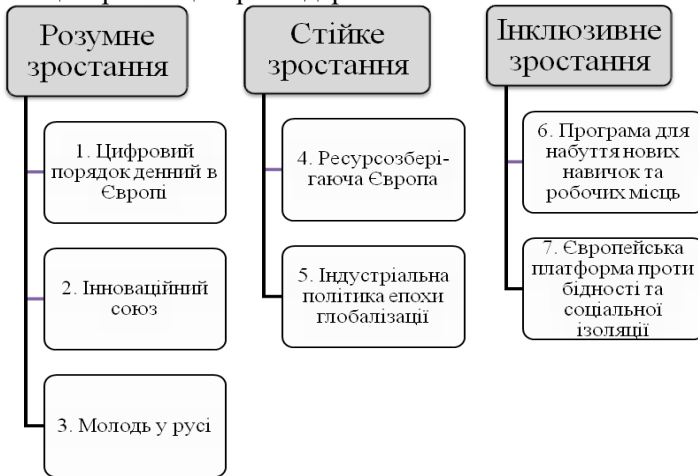 Розумне
зростання
1. Цифровий
порядок денний в
Європі
2. Інноваційний
союз
3. Молодь у русі
Стійке
зростання
4. Ресурсозбері-
гаюча Європа
5. Індустріальна
політика епохи
глобалізації
Інклюзивне
зростання
6. Програма для
набуття нових
навичок та
робочих місць
7. Європейська
платформа проти
бідності та
соціальної
ізоляції